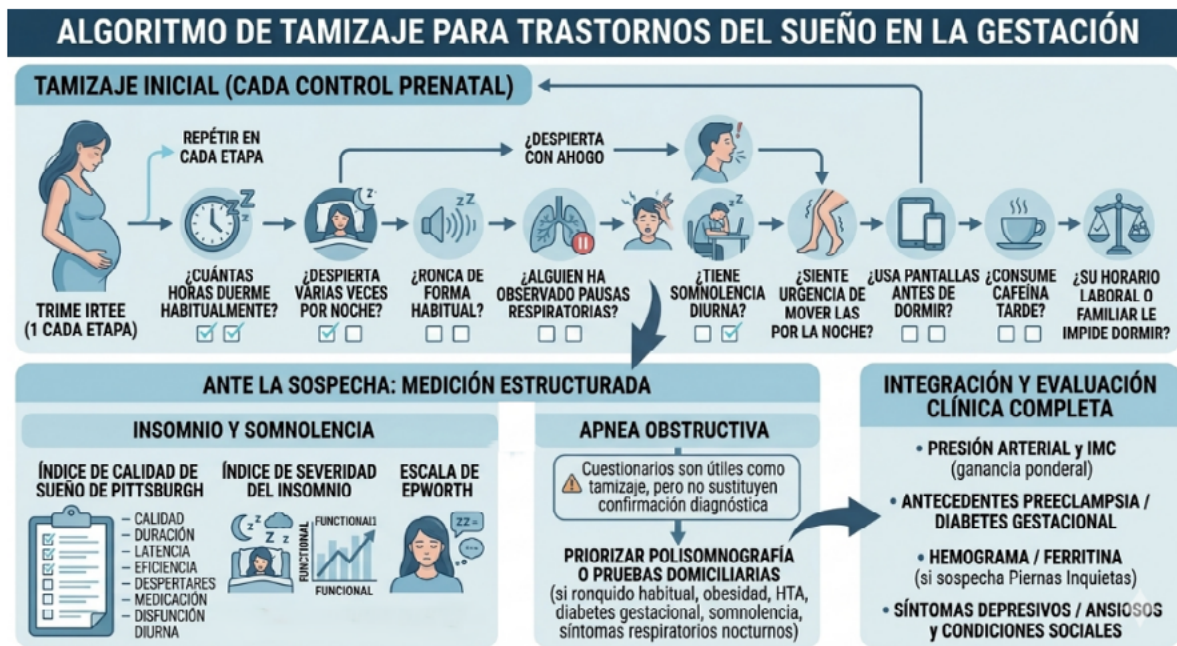 ALGORITMO DE TAMIZAJE PARA TRASTORNOS DEL SUEÑO EN LA GESTACIÓN
TAMIZAJE INICIAL (CADA CONTROL PRENATAL)
REPÉTIR EN
CADA ETAPA
¿DESPIERTA
CON AHOGO
TRIME IRTEE
(1 CADA ETAPA)
¿CUÁNTAS
HORAS DUERME
HABITUALMENTE?
¿DESPIERTA
VARIAS VECES
POR NOCHE?
¿RONCA DE
FORMA
HABITUAL?
¿ALGUIEN HA
OBSERVADO PAUSAS
RESPIRATORIAS?
¿TIENE
SOMNOLENCIA
DIURNA?
¿SIENTE
URGENCIA DE
MOVER LAS
POR LA NOCHE?
¿USA PANTALLAS
ANTES DE
DORMIR?
¿CONSUME
CAFEÍNA
TARDE?
¿SU HORARIO
LABORAL O
FAMILIAR LE
IMPIDE DORMIR?
ANTE LA SOSPECHA: MEDICIÓN ESTRUCTURADA
INSOMNIO Y SOMNOLENCIA
ÍNDICE DE CALIDAD DE
SUEÑO DE PITTSBURGH
– CALIDAD
– DURACIÓN
– LATENCIA
– EFICIENCIA
– DESPERTARES
– MEDICACIÓN
– DISFUNCIÓN
DIURNA
ÍNDICE DE SEVERIDAD
DEL INSOMNIO
FUNCTIONAL1
FUNCTIONAL
FUNCIONAL
ESCALA DE
EPWORTH
APNEA OBSTRUCTIVA
Cuestionarios son útiles como
tamizaje, pero no sustituyen
confirmación diagnóstica
PRIORIZAR POLISOMNOGRAFÍA
O PRUEBAS DOMICILIARIAS
(si ronquido habitual, obesidad, HTA,
diabetes gestacional, somnolencia,
síntomas respiratorios nocturnos)
INTEGRACIÓN Y EVALUACIÓN
CLÍNICA COMPLETA
• PRESIÓN ARTERIAL y IMC
(ganancia ponderal)
• ANTECEDENTES PREECLAMPSIA /
DIABETES GESTACIONAL
• HEMOGRAMA / FERRITINA
(si sospecha Piernas Inquietas)
• SÍNTOMAS DEPRESIVOS / ANSIOSOS
y CONDICIONES SOCIALES